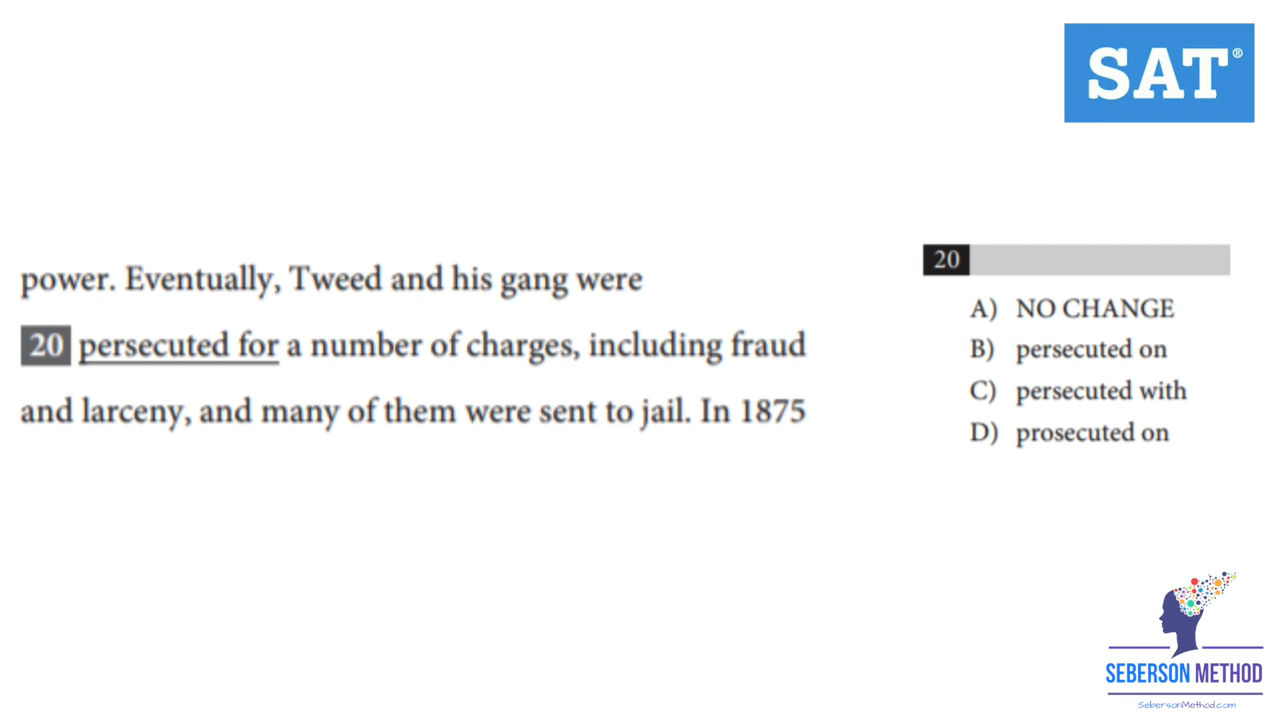 SAT®
power. Eventually, Tweed and his gang were
20 persecuted for a number of charges, including fraud
and larceny, and many of them were sent to jail. In 1875
20
A) NO CHANGE
B) persecuted on
C) persecuted with
D) prosecuted on
SEBERSON METHOD
SebersonMethod.com